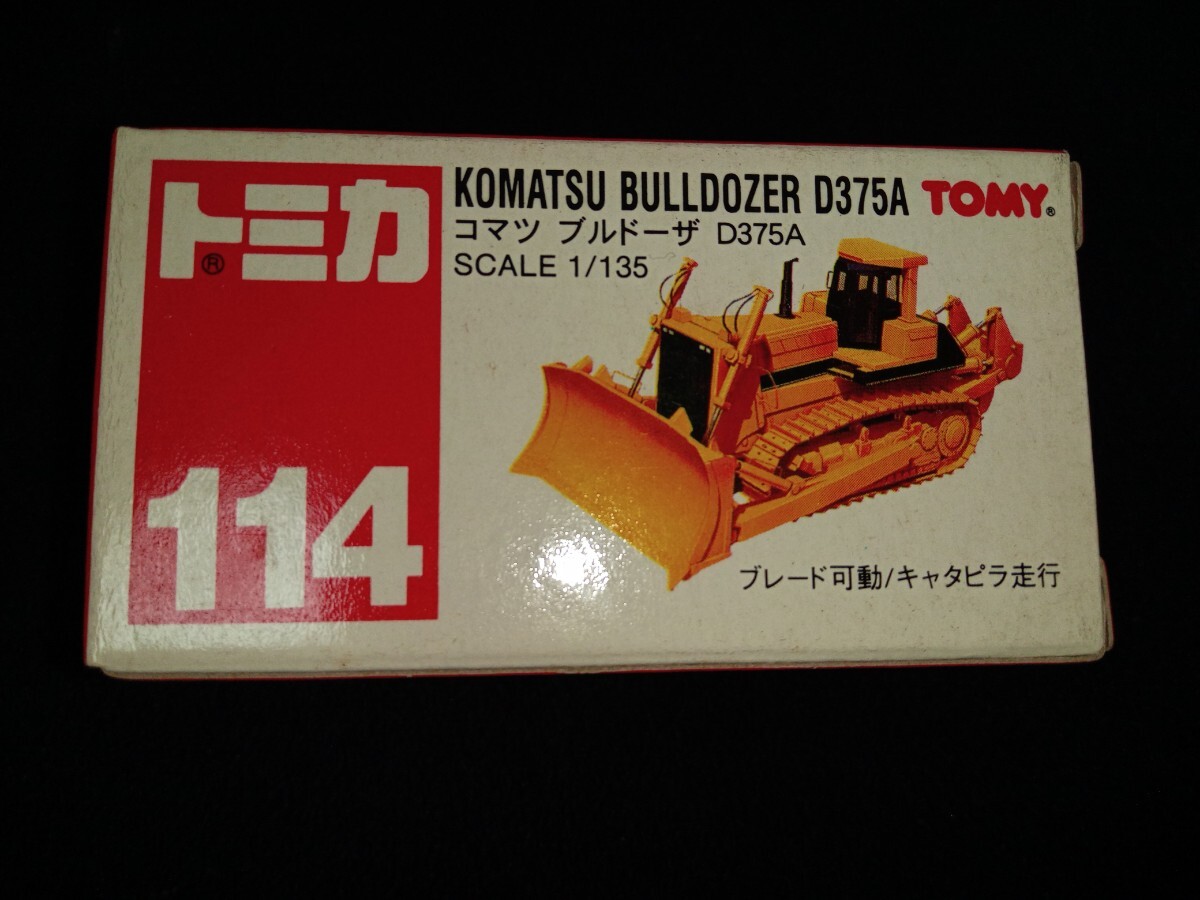 トミカ®
114
KOMATSU BULLDOZER D375A TOMY®
コマツ ブルドーザ D375A
SCALE 1/135
ブレード可動/キャタピラ走行